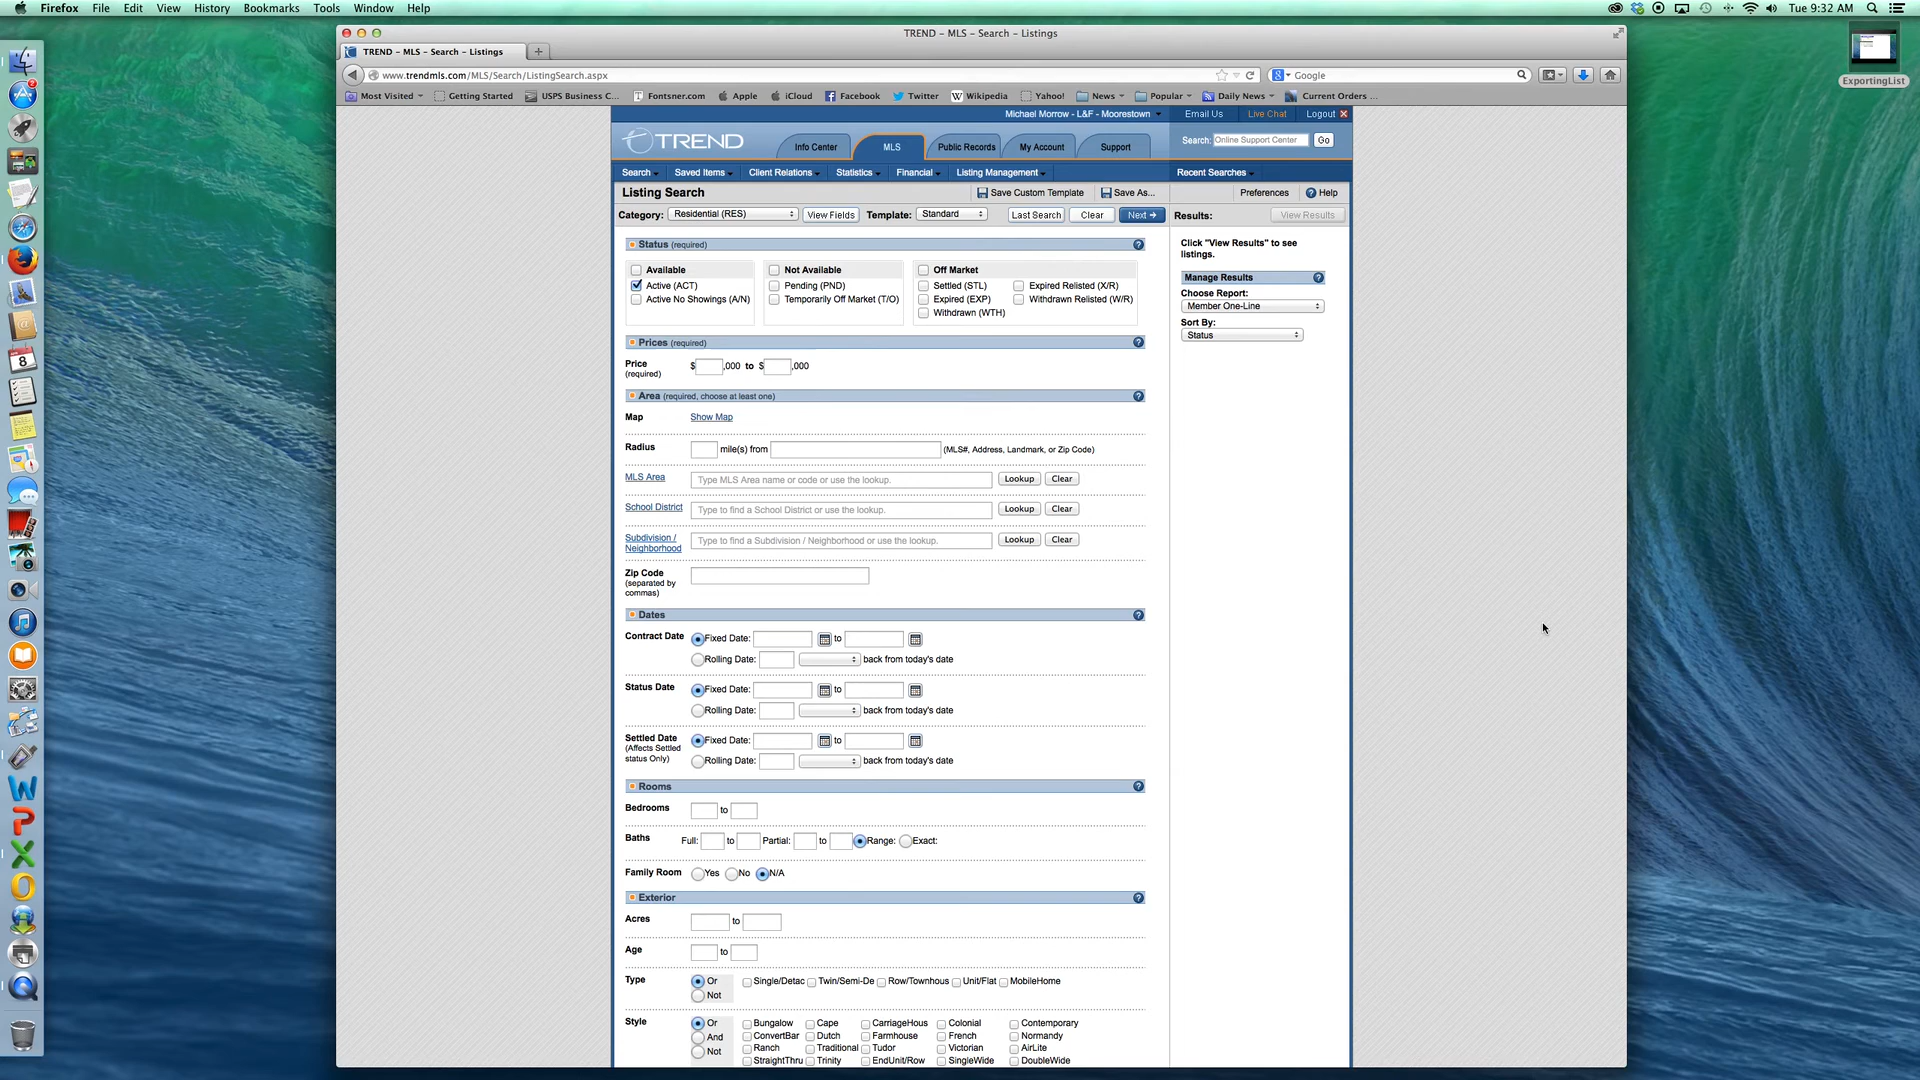 Firefox File Edit View History Bookmarks Tools Window Help Tue 9:32 AM
TREND - MLS - Search - Listings
TREND - MLS - Search - Listings
www.trendmls.com/MLS/Search/ListingSearch.aspx Google
Most Visited Getting Started USPS Business C... Fontsner.com Apple iCloud Facebook Twitter Wikipedia Yahoo! News Popular Daily News Current Orders ...
ExportingList
Michael Morrow - L&F - Moorestown Email Us Live Chat Logout
TREND Info Center MLS Public Records My Account Support Search: Online Support Center Go
Search Saved Items Client Relations Statistics Financial Listing Management Recent Searches
Listing Search Save Custom Template Save As... Preferences Help
Category: Residential (RES) View Fields Template: Standard Last Search Clear Next Results: View Results
Click "View Results" to see
listings.
Manage Results
Choose Report:
Member One-Line
Sort By:
Status
Status (required)
Available Not Available Off Market
Active (ACT) Pending (PND) Settled (STL) Expired Relisted (X/R)
Active No Showings (A/N) Temporarily Off Market (T/O) Expired (EXP) Withdrawn Relisted (W/R)
Withdrawn (WTH)
Prices (required)
Price
(required)
$ ,000 to $ ,000
Area (required, choose at least one)
Map Show Map
Radius mile(s) from (MLS#, Address, Landmark, or Zip Code)
MLS Area Type MLS Area name or code or use the lookup. Lookup Clear
School District Type to find a School District or use the lookup. Lookup Clear
Subdivision /
Neighborhood
Type to find a Subdivision / Neighborhood or use the lookup. Lookup Clear
Zip Code
(separated by
commas)
Dates
Contract Date Fixed Date: to
Rolling Date: back from today's date
Status Date Fixed Date: to
Rolling Date: back from today's date
Settled Date Fixed Date: to
(Affects Settled
status Only)
Rolling Date: back from today's date
Rooms
Bedrooms to
Baths Full: to Partial: to Range: Exact:
Family Room Yes No N/A
Exterior
Acres to
Age to
Type Or Single/Detac Twin/Semi-De Row/Townhous Unit/Flat MobileHome
Not
Style Or Bungalow Cape CarriageHous Colonial Contemporary
And ConvertBar Dutch Farmhouse French Normandy
Not Ranch Traditional Tudor Victorian AirLite
StraightThru Trinity EndUnit/Row SingleWide DoubleWide